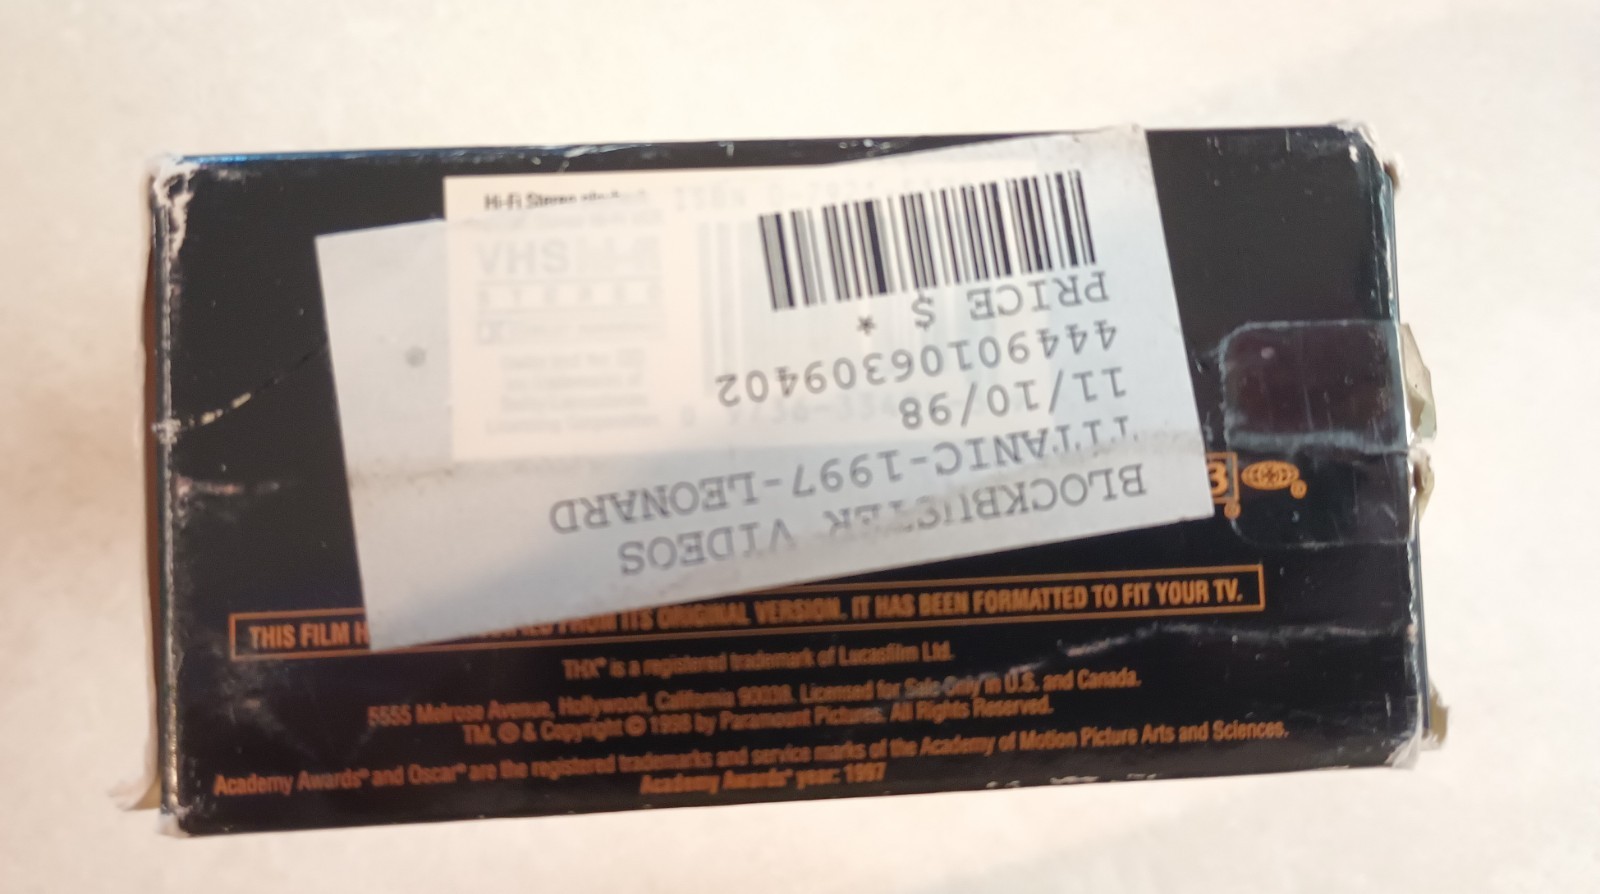 Hi-Fi Stereo
ISBN 0-792
VHS
BLOCKBUSTER VIDEOS
TITANIC-1997-LEONARD
11/10/98
44490106309402
PRICE $ *
THIS FILM H FROM ITS ORIGINAL VERSION. IT HAS BEEN FORMATTED TO FIT YOUR TV.
THX® is a registered trademark of Lucasfilm Ltd.
5555 Melrose Avenue, Hollywood, California 90038. Licensed for Sale Only in U.S. and Canada.
TM, ® & Copyright © 1998 by Paramount Pictures. All Rights Reserved.
Academy Awards® and Oscar® are the registered trademarks and service marks of the Academy of Motion Picture Arts and Sciences.
Academy Awards® year: 1997